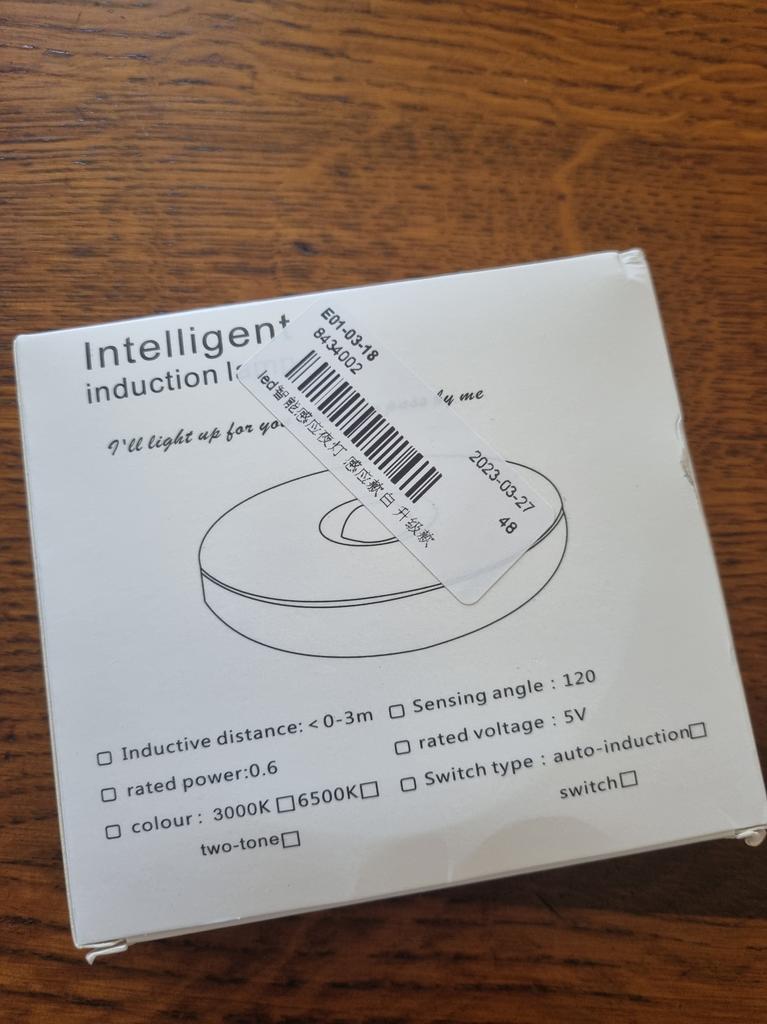 Intelligent
induction
I'll light up for
me
E01-03-18
8434002
led智能感应夜灯 感应款白 升级款
2023-03-27
48
Inductive distance: < 0-3m
Sensing angle : 120
rated power:0.6
rated voltage : 5V
colour : 3000K 6500K
Switch type : auto-induction
two-tone
switch